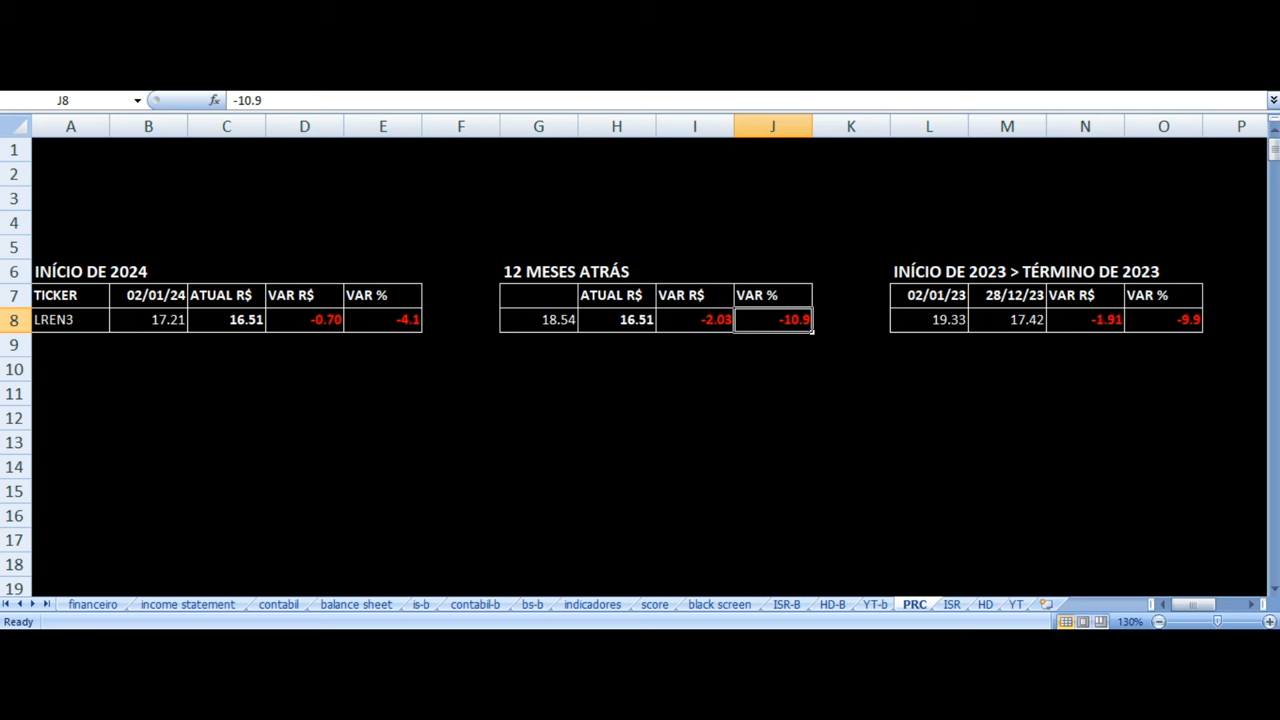 J8 fx -10.9
A B C D E F G H I J K L M N O P
1
2
3
4
5
6 INÍCIO DE 2024 12 MESES ATRÁS INÍCIO DE 2023 > TÉRMINO DE 2023
7 TICKER 02/01/24 ATUAL R$ VAR R$ VAR % ATUAL R$ VAR R$ VAR % 02/01/23 28/12/23 VAR R$ VAR %
8 LREN3 17.21 16.51 -0.70 -4.1 18.54 16.51 -2.03 -10.9 19.33 17.42 -1.91 -9.9
9
10
11
12
13
14
15
16
17
18
19
financeiro income statement contabil balance sheet is-b contabil-b bs-b indicadores score black screen ISR-B HD-B YT-b PRC ISR HD YT
Ready 130%